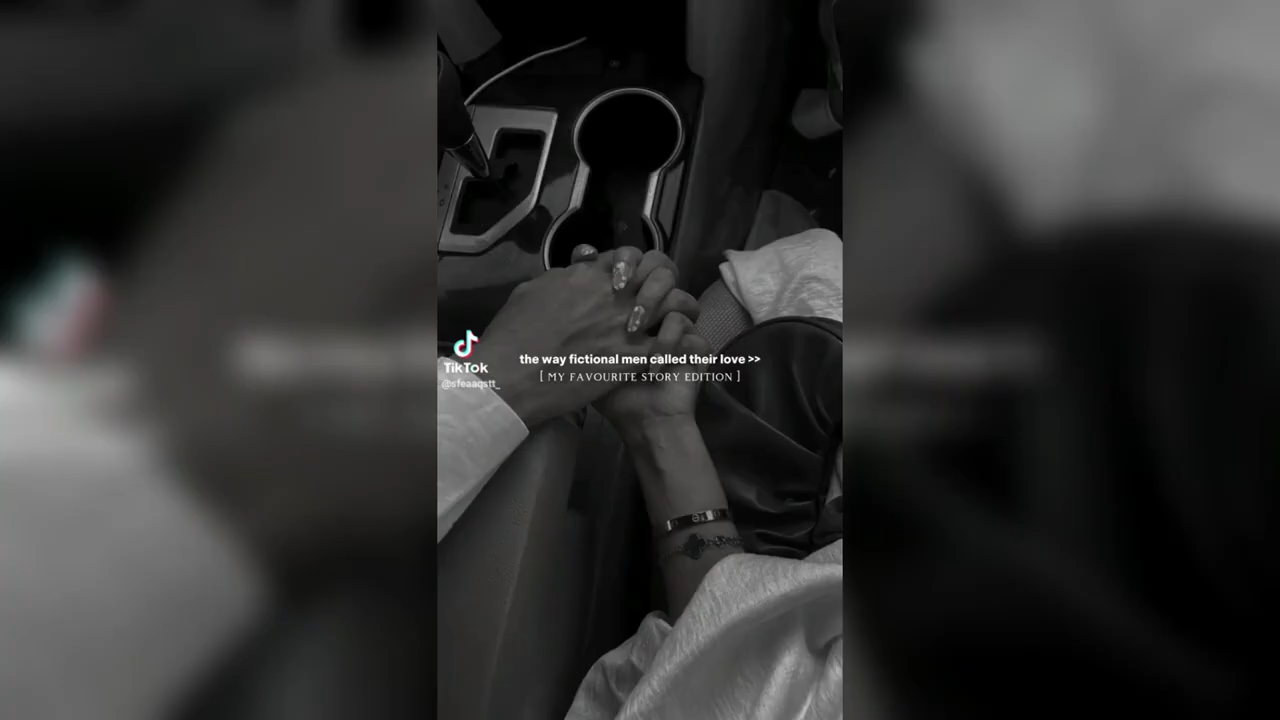 the way fictional men called their love >>
[ MY FAVOURITE STORY EDITION ]
TikTok
@sfeaaqstt_